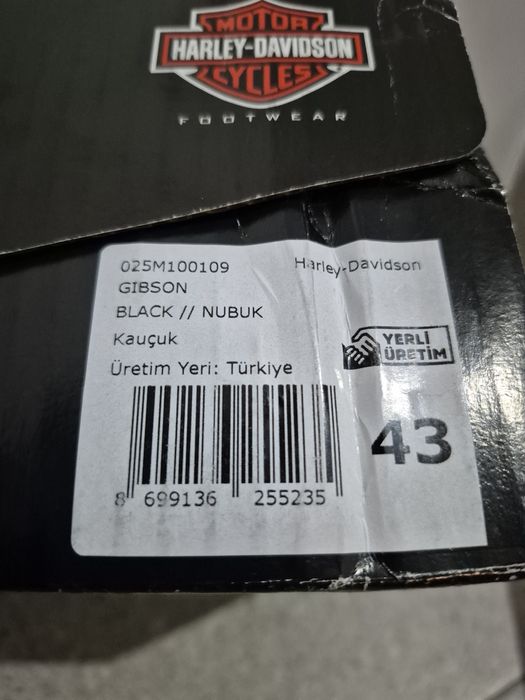 MOTOR
HARLEY-DAVIDSON
CYCLES
FOOTWEAR
025M100109 Harley-Davidson
GIBSON
BLACK // NUBUK
Kauçuk
YERLİ
ÜRETİM
Üretim Yeri: Türkiye
43
8 699136 255235